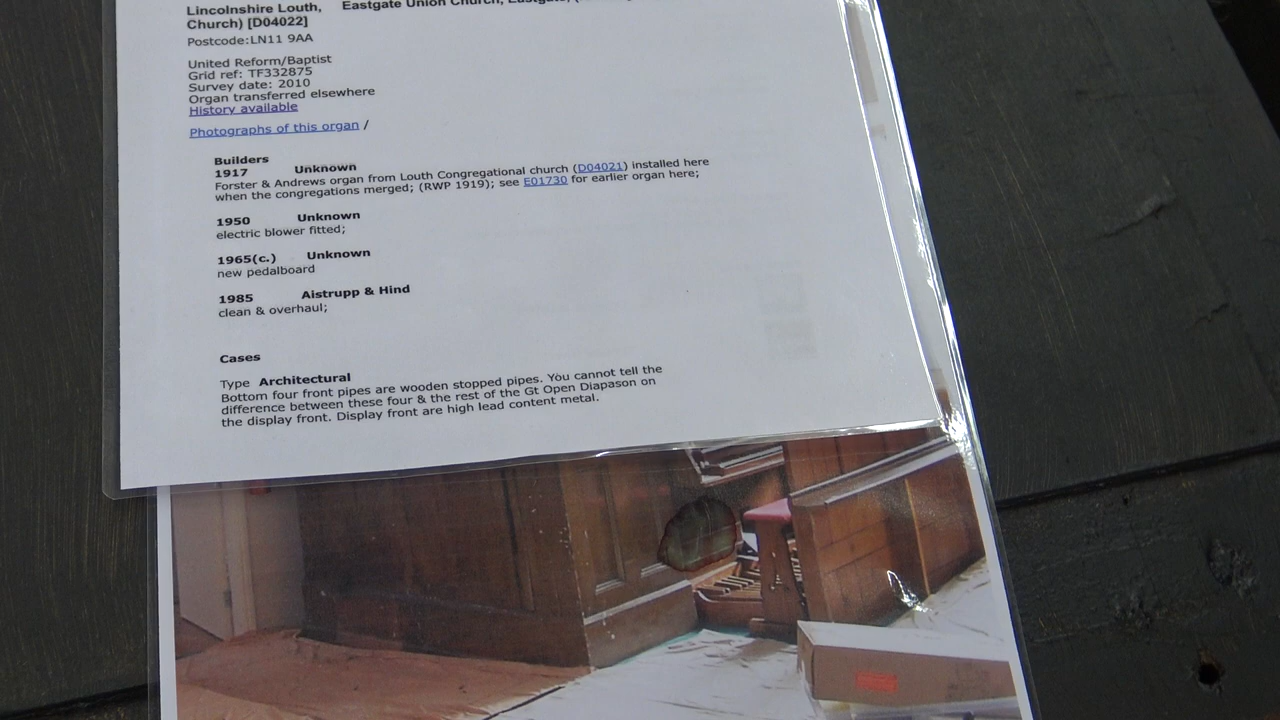 Lincolnshire Louth, Eastgate Union Church, Eastgate,
Church) [D04022]
Postcode:LN11 9AA
United Reform/Baptist
Grid ref: TF332875
Survey date: 2010
Organ transferred elsewhere
History available
Photographs of this organ /
Builders
1917 Unknown
Forster & Andrews organ from Louth Congregational church (D04021) installed here
when the congregations merged; (RWP 1919); see E01730 for earlier organ here;
1950 Unknown
electric blower fitted;
1965(c.) Unknown
new pedalboard
1985 Aistrupp & Hind
clean & overhaul;
Cases
Type Architectural
Bottom four front pipes are wooden stopped pipes. You cannot tell the
difference between these four & the rest of the Gt Open Diapason on
the display front. Display front are high lead content metal.